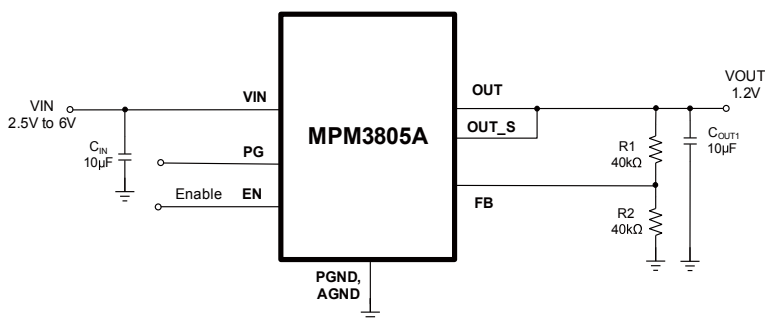 VIN
2.5V to 6V
CIN
10µF
VIN
PG
Enable
EN
MPM3805A
PGND,
AGND
OUT
OUT_S
FB
R1
40kΩ
R2
40kΩ
COUT1
10µF
VOUT
1.2V